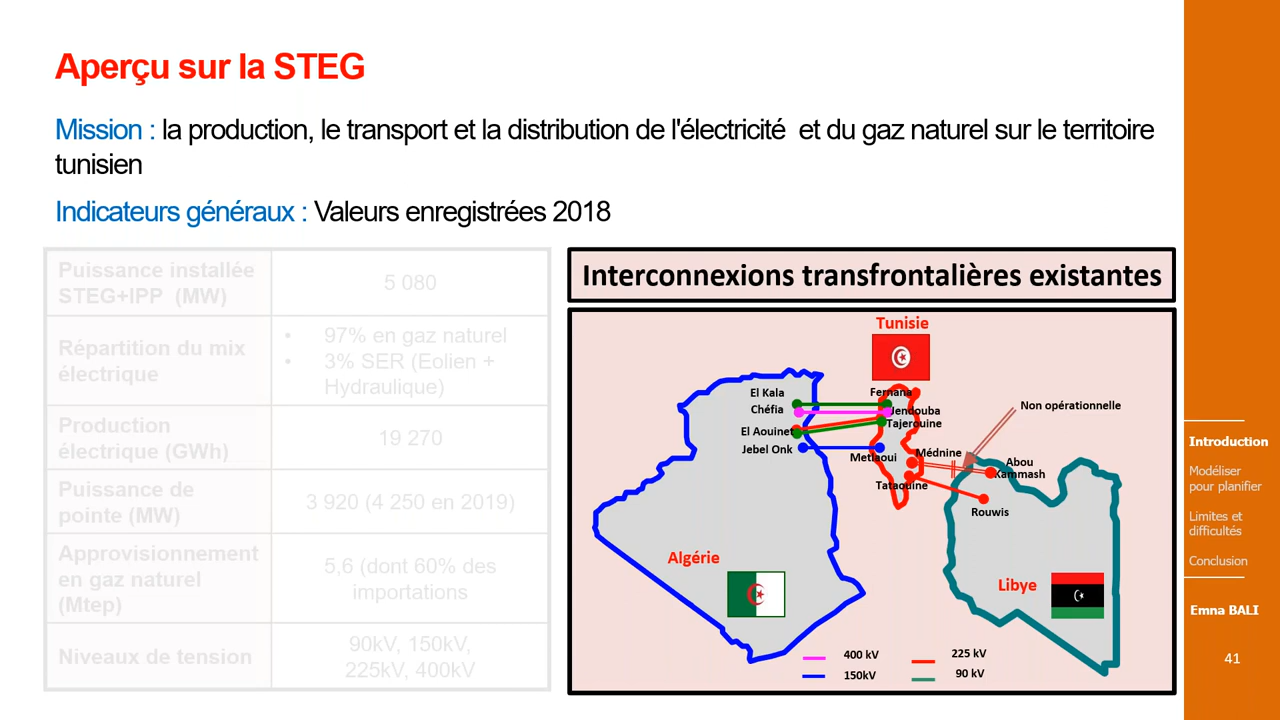 Aperçu sur la STEG
Mission : la production, le transport et la distribution de l'électricité et du gaz naturel sur le territoire
tunisien
Indicateurs généraux : Valeurs enregistrées 2018
Puissance installée
STEG+IPP (MW)
5 080
Répartition du mix
électrique
• 97% en gaz naturel
• 3% SER (Eolien +
Hydraulique)
Production
électrique (GWh)
19 270
Puissance de
pointe (MW)
3 920 (4 250 en 2019)
Approvisionnement
en gaz naturel
(Mtep)
5,6 (dont 60% des
importations
Niveaux de tension
90kV, 150kV,
225kV, 400kV
Interconnexions transfrontalières existantes
Tunisie
El Kala
Fernana
Chéfia
Jendouba
El Aouinet
Tajerouine
Jebel Onk
Metlaoui
Médnine
Non opérationnelle
Abou
Kammash
Tataouine
Rouwis
Algérie
Libye
400 kV
225 kV
150kV
90 kV
Introduction
Modéliser
pour planifier
Limites et
difficultés
Conclusion
Emna BALI
41